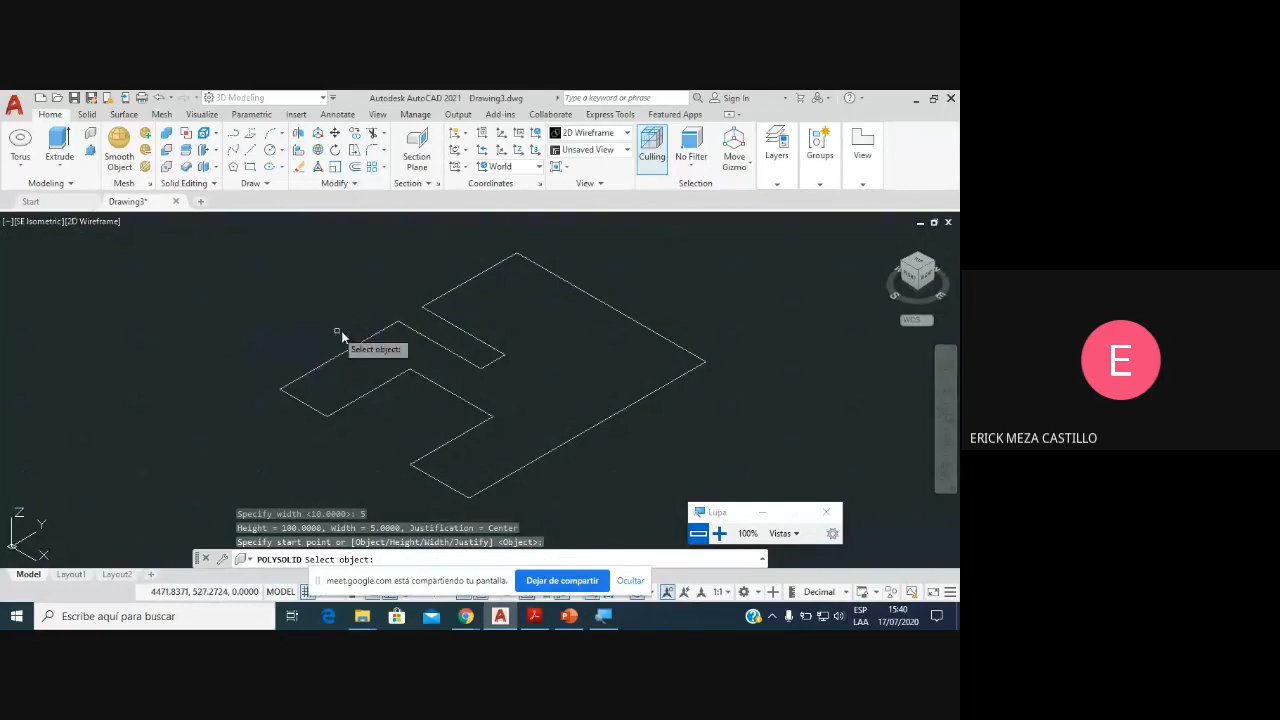 3D Modeling
Autodesk AutoCAD 2021 Drawing3.dwg
Type a keyword or phrase
Sign In
Home Solid Surface Mesh Visualize Parametric Insert Annotate View Manage Output Add-ins Collaborate Express Tools Featured Apps
Torus
Extrude
Smooth Object
Section Plane
World
2D Wireframe
Unsaved View
Culling
No Filter
Move Gizmo
Layers
Groups
View
Modeling
Mesh
Solid Editing
Draw
Modify
Section
Coordinates
View
Selection
Start
Drawing3*
[−][SE Isometric][2D Wireframe]
S
E
WCS
Select object:
Z
Y
X
Specify width <10.0000>: 5
Height = 100.0000, Width = 5.0000, Justification = Center
Specify start point or [Object/Height/Width/Justify] <Object>:
POLYSOLID Select object:
Lupa
100%
Vistas
Model
Layout1
Layout2
meet.google.com está compartiendo tu pantalla.
Dejar de compartir
Ocultar
4471.8371, 527.2724, 0.0000
MODEL
1:1
Decimal
Escribe aquí para buscar
ESP
LAA
15:40
17/07/2020
E
ERICK MEZA CASTILLO